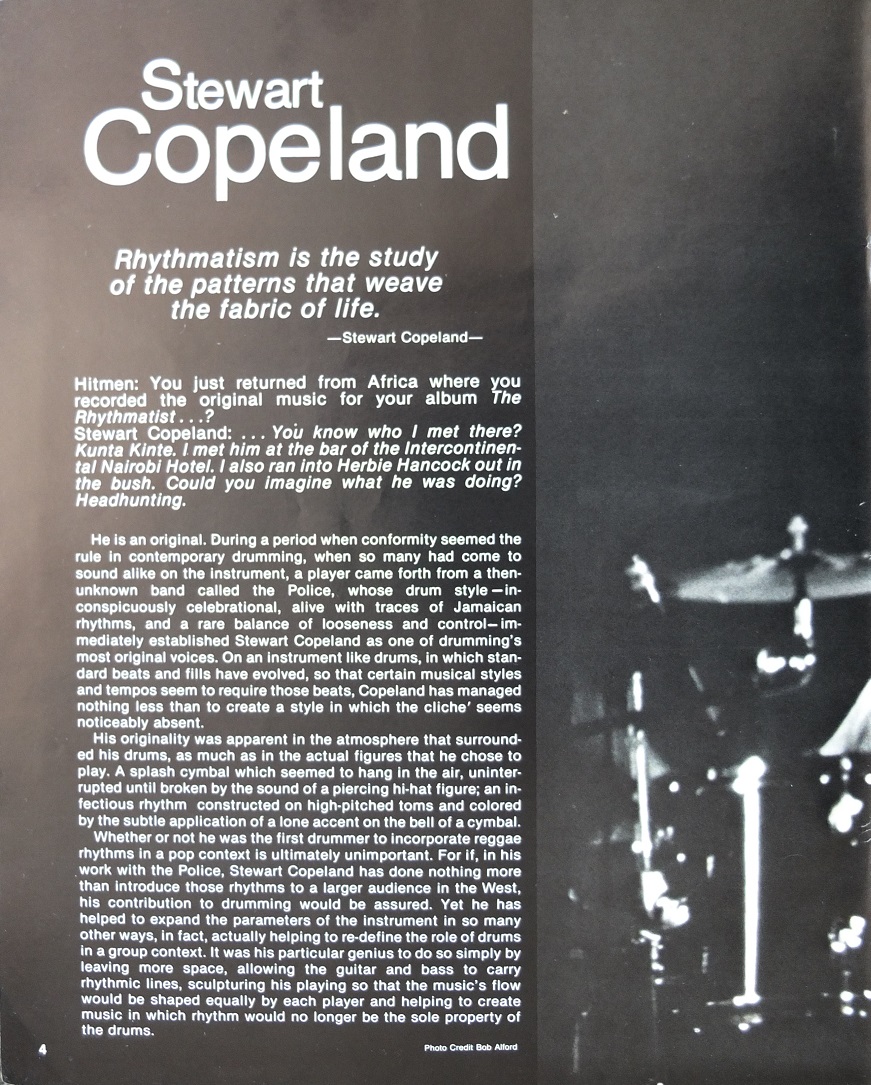 Stewart
Copeland
Rhythmatism is the study
of the patterns that weave
the fabric of life.
—Stewart Copeland—
Hitmen: You just returned from Africa where you
recorded the original music for your album The
Rhythmatist...?
Stewart Copeland: ... You know who I met there?
Kunta Kinte. I met him at the bar of the Intercontinen-
tal Nairobi Hotel. I also ran into Herbie Hancock out in
the bush. Could you imagine what he was doing?
Headhunting.
He is an original. During a period when conformity seemed the
rule in contemporary drumming, when so many had come to
sound alike on the instrument, a player came forth from a then-
unknown band called the Police, whose drum style—in-
conspicuously celebrational, alive with traces of Jamaican
rhythms, and a rare balance of looseness and control—im-
mediately established Stewart Copeland as one of drumming's
most original voices. On an instrument like drums, in which stan-
dard beats and fills have evolved, so that certain musical styles
and tempos seem to require those beats, Copeland has managed
nothing less than to create a style in which the cliche' seems
noticeably absent.
His originality was apparent in the atmosphere that surround-
ed his drums, as much as in the actual figures that he chose to
play. A splash cymbal which seemed to hang in the air, uninter-
rupted until broken by the sound of a piercing hi-hat figure; an in-
fectious rhythm constructed on high-pitched toms and colored
by the subtle application of a lone accent on the bell of a cymbal.
Whether or not he was the first drummer to incorporate reggae
rhythms in a pop context is ultimately unimportant. For if, in his
work with the Police, Stewart Copeland has done nothing more
than introduce those rhythms to a larger audience in the West,
his contribution to drumming would be assured. Yet he has
helped to expand the parameters of the instrument in so many
other ways, in fact, actually helping to re-define the role of drums
in a group context. It was his particular genius to do so simply by
leaving more space, allowing the guitar and bass to carry
rhythmic lines, sculpturing his playing so that the music's flow
would be shaped equally by each player and helping to create
music in which rhythm would no longer be the sole property of
the drums.
4
Photo Credit Bob Alford